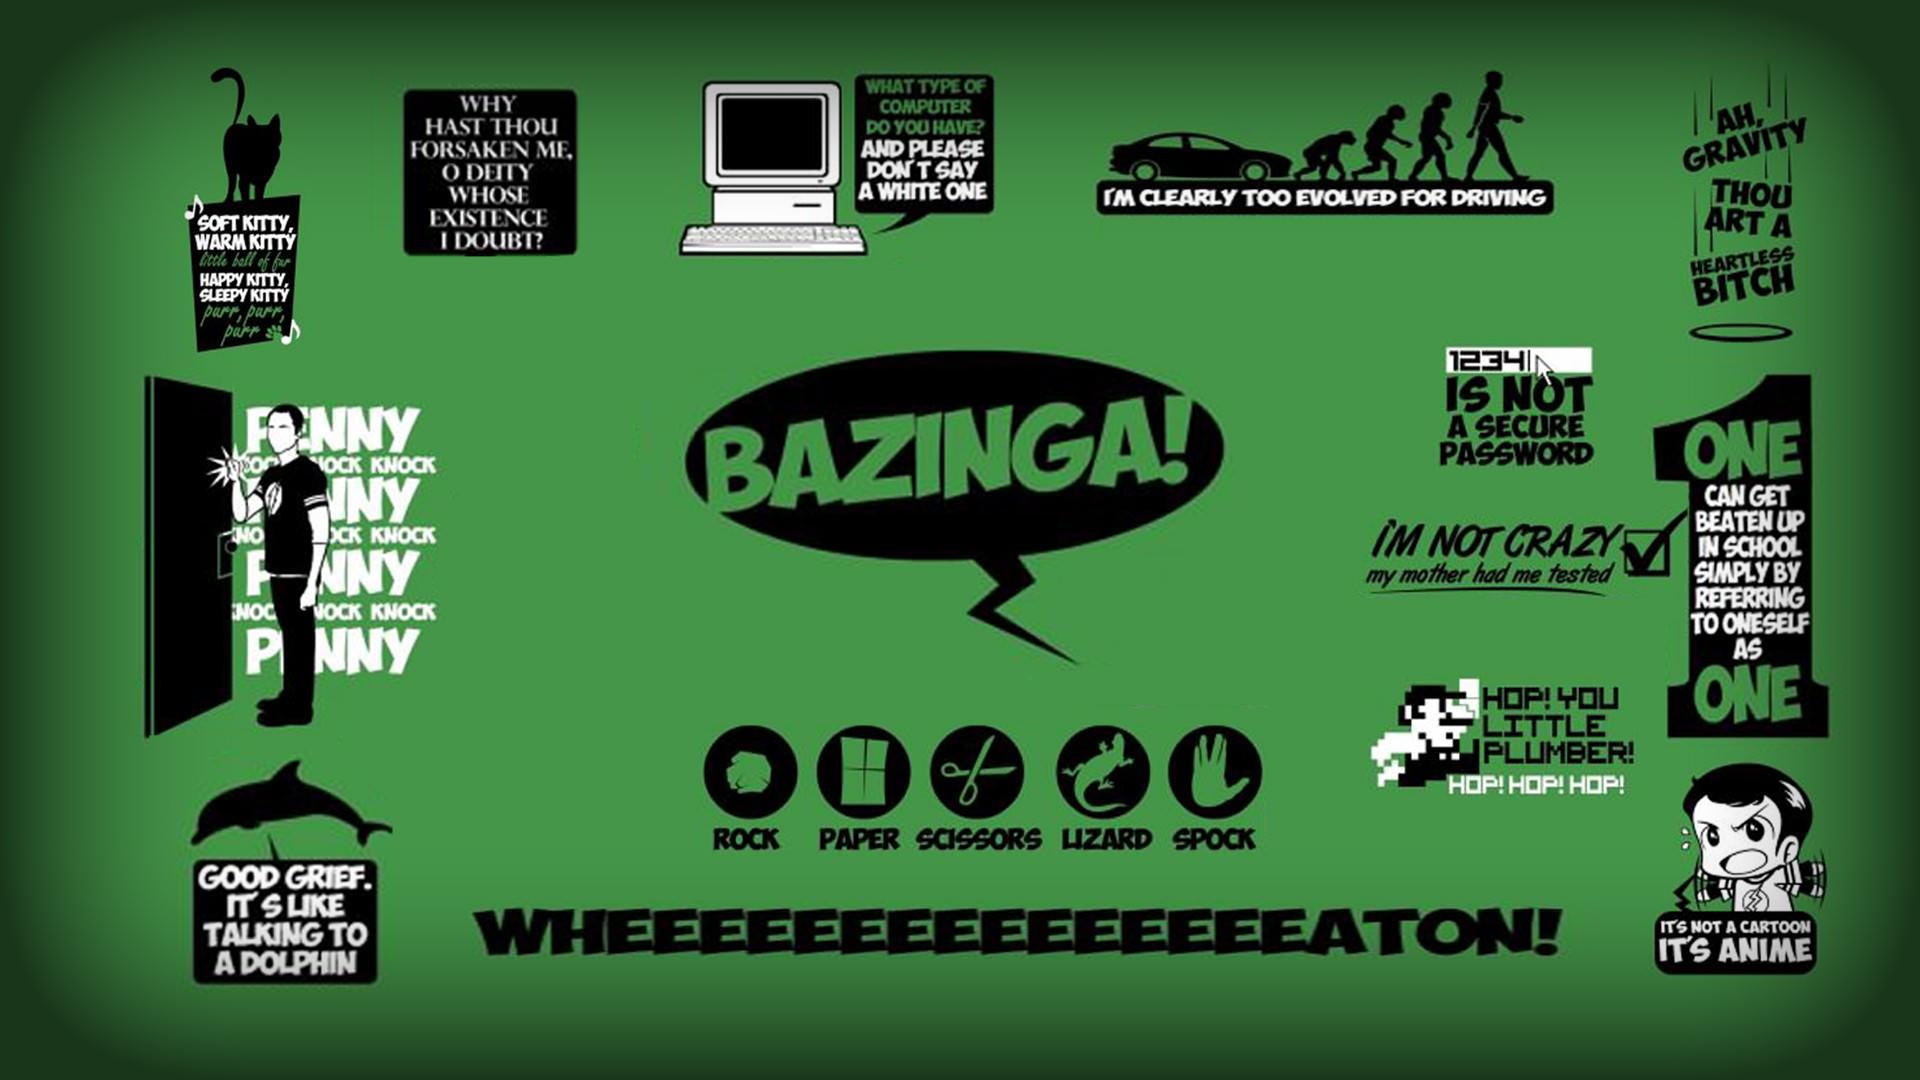 SOFT KITTY,
WARM KITTY
little ball of fur
HAPPY KITTY,
SLEEPY KITTY
purr, purr,
purr
WHY
HAST THOU
FORSAKEN ME,
O DEITY
WHOSE
EXISTENCE
I DOUBT?
WHAT TYPE OF
COMPUTER
DO YOU HAVE?
AND PLEASE
DON'T SAY
A WHITE ONE
I'M CLEARLY TOO EVOLVED FOR DRIVING
AH,
GRAVITY
THOU
ART A
HEARTLESS
BITCH
PENNY
KNOCK KNOCK
PENNY
KNOCK KNOCK KNOCK
PENNY
KNOCK KNOCK KNOCK
PENNY
BAZINGA!
1234
IS NOT
A SECURE
PASSWORD
I'M NOT CRAZY
my mother had me tested
ONE
CAN GET
BEATEN UP
IN SCHOOL
SIMPLY BY
REFERRING
TO ONESELF
AS
ONE
HOP! YOU
LITTLE
PLUMBER!
HOP! HOP! HOP!
ROCK PAPER SCISSORS LIZARD SPOCK
GOOD GRIEF.
IT'S LIKE
TALKING TO
A DOLPHIN
WHEEEEEEEEEEEEEEEATON!
IT'S NOT A CARTOON
IT'S ANIME